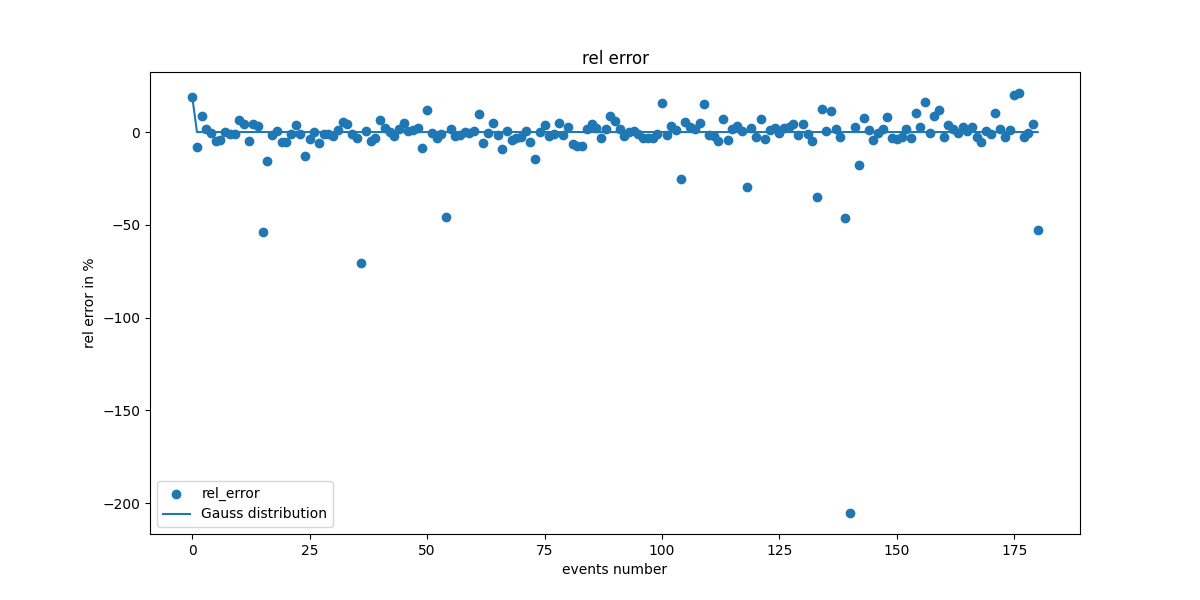 rel error
0
−50
−100
−150
−200
rel error in %
rel_error
Gauss distribution
0 25 50 75 100 125 150 175
events number